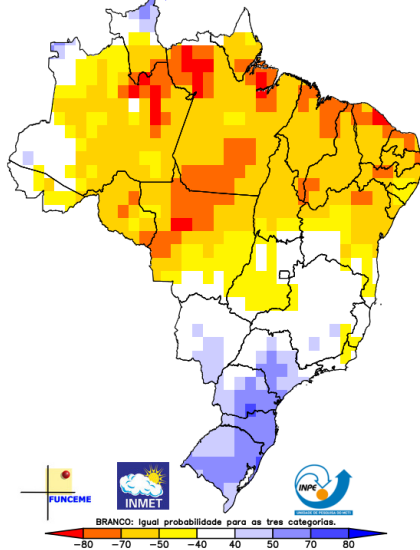 FUNCEME
INMET
INPE
BRANCO: Igual probabilidade para as tres categorias.
-80 -70 -50 -40 40 50 70 80